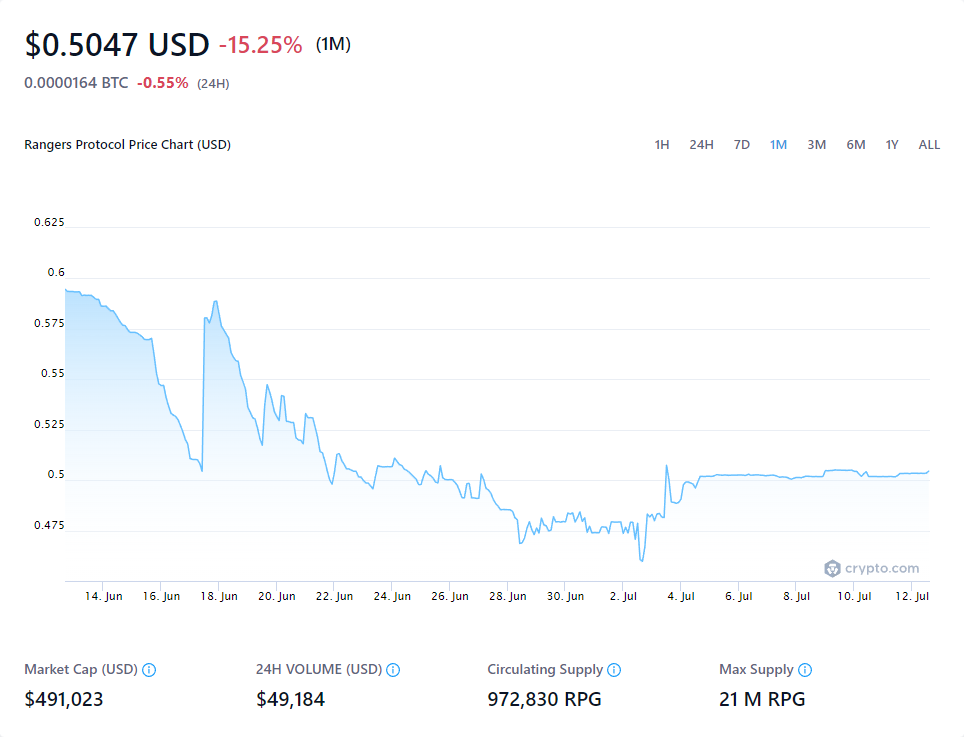 $0.5047 USD -15.25% (1M)
0.0000164 BTC -0.55% (24H)
Rangers Protocol Price Chart (USD) 1H 24H 7D 1M 3M 6M 1Y ALL
0.625
0.6
0.575
0.55
0.525
0.5
0.475
crypto.com
14. Jun 16. Jun 18. Jun 20. Jun 22. Jun 24. Jun 26. Jun 28. Jun 30. Jun 2. Jul 4. Jul 6. Jul 8. Jul 10. Jul 12. Jul
Market Cap (USD) 24H VOLUME (USD) Circulating Supply Max Supply
$491,023 $49,184 972,830 RPG 21 M RPG